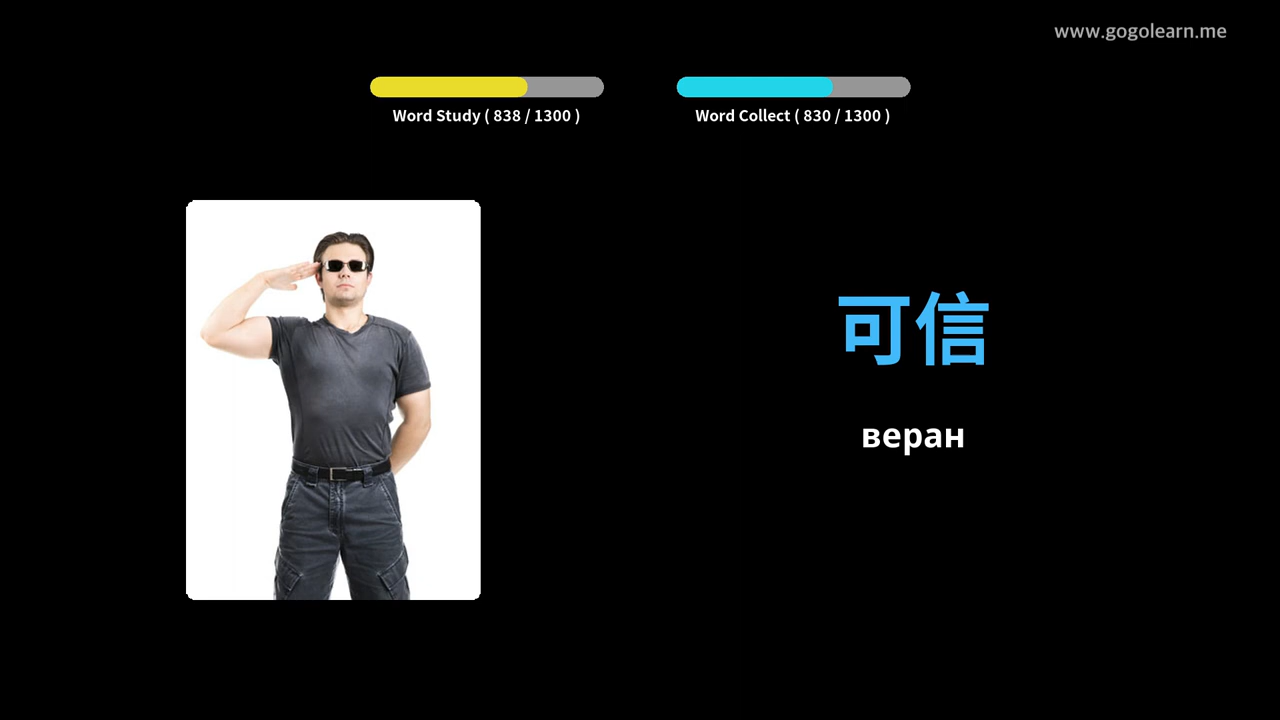 www.gogolearn.me
Word Study ( 838 / 1300 )
Word Collect ( 830 / 1300 )
可信
веран